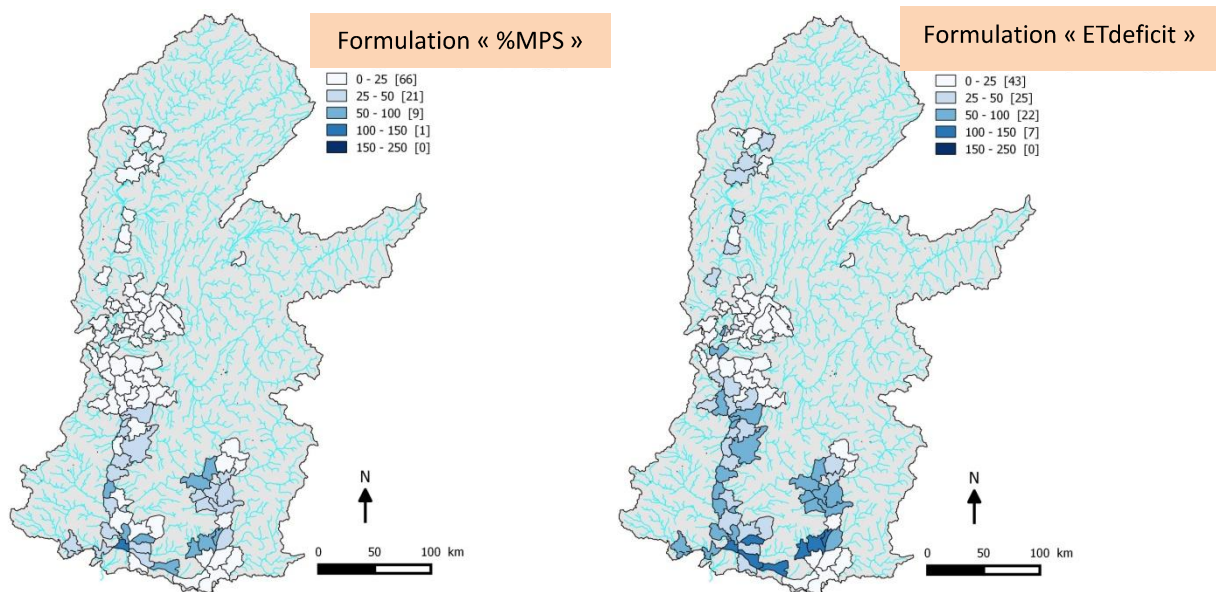 Formulation « %MPS »
0 - 25 [66]
25 - 50 [21]
50 - 100 [9]
100 - 150 [1]
150 - 250 [0]
N
0 50 100 km
Formulation « ETdeficit »
0 - 25 [43]
25 - 50 [25]
50 - 100 [22]
100 - 150 [7]
150 - 250 [0]
N
0 50 100 km